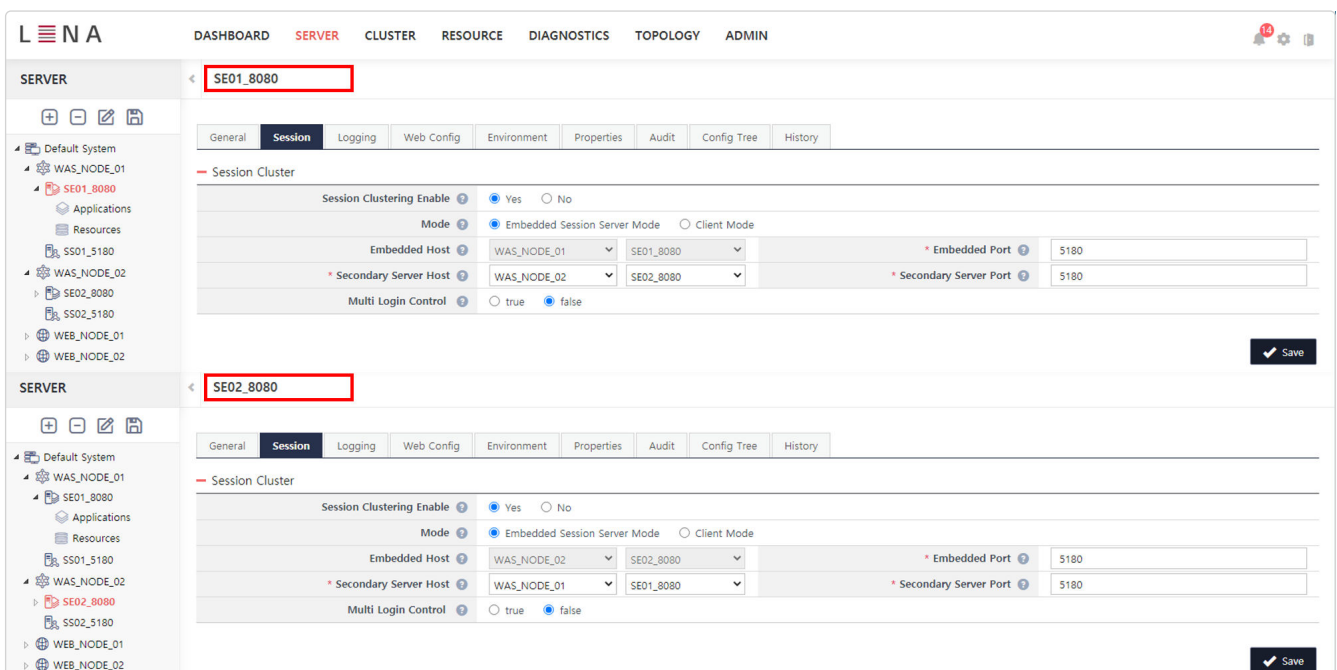 LENA DASHBOARD SERVER CLUSTER RESOURCE DIAGNOSTICS TOPOLOGY ADMIN 14
SERVER SE01_8080
General Session Logging Web Config Environment Properties Audit Config Tree History
Default System
WAS_NODE_01
SE01_8080
Applications
Resources
SS01_5180
WAS_NODE_02
SE02_8080
SS02_5180
WEB_NODE_01
WEB_NODE_02
Session Cluster
Session Clustering Enable ? Yes No
Mode ? Embedded Session Server Mode Client Mode
Embedded Host ? WAS_NODE_01 SE01_8080 * Embedded Port ? 5180
* Secondary Server Host ? WAS_NODE_02 SE02_8080 * Secondary Server Port ? 5180
Multi Login Control ? true false
Save
SERVER SE02_8080
General Session Logging Web Config Environment Properties Audit Config Tree History
Default System
WAS_NODE_01
SE01_8080
Applications
Resources
SS01_5180
WAS_NODE_02
SE02_8080
SS02_5180
WEB_NODE_01
WEB_NODE_02
Session Cluster
Session Clustering Enable ? Yes No
Mode ? Embedded Session Server Mode Client Mode
Embedded Host ? WAS_NODE_02 SE02_8080 * Embedded Port ? 5180
* Secondary Server Host ? WAS_NODE_01 SE01_8080 * Secondary Server Port ? 5180
Multi Login Control ? true false
Save